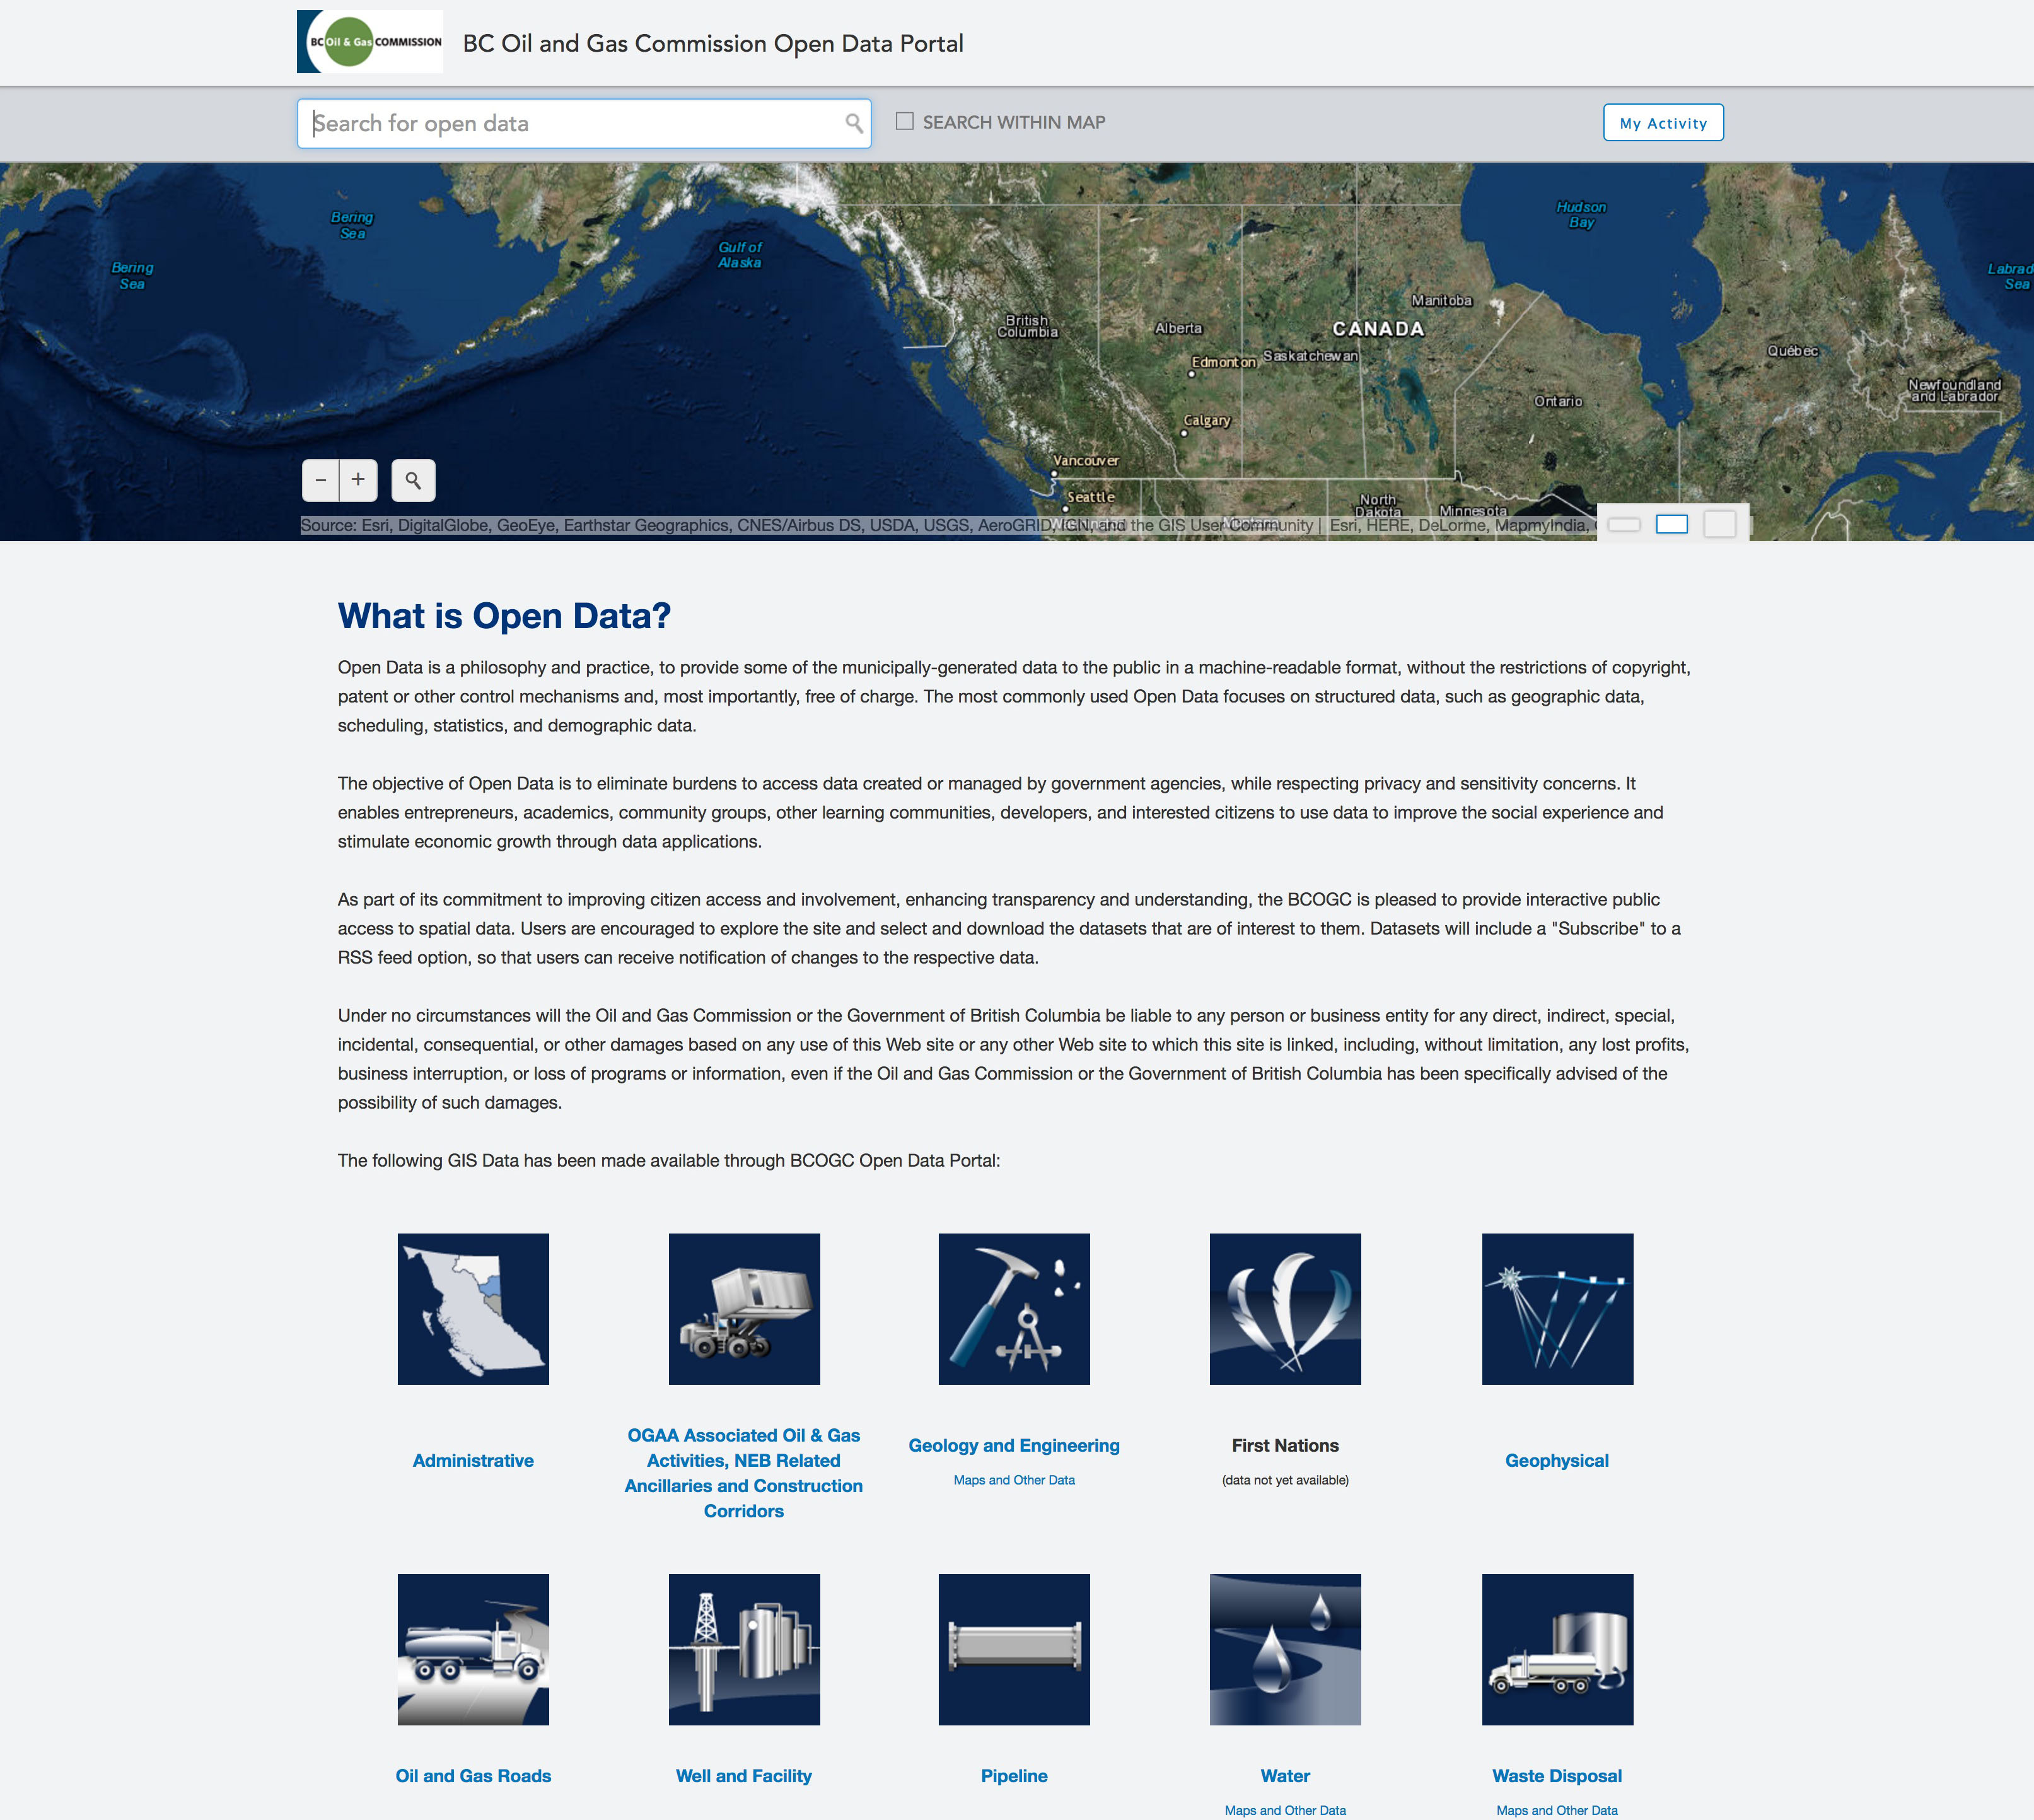 BC Oil & Gas COMMISSION
BC Oil and Gas Commission Open Data Portal
Search for open data
SEARCH WITHIN MAP
My Activity
Bering
Sea
Bering
Sea
Gulf of
Alaska
Hudson
Bay
Labrad
Sea
British
Columbia
Alberta
Manitoba
CANADA
Edmonton
Saskatchewan
Québec
Newfoundland
and Labrador
Ontario
Calgary
Vancouver
Seattle
North
Dakota
Minnesota
− +
Source: Esri, DigitalGlobe, GeoEye, Earthstar Geographics, CNES/Airbus DS, USDA, USGS, AeroGRID, IGN, and the GIS User Community | Esri, HERE, DeLorme, MapmyIndia,
What is Open Data?
Open Data is a philosophy and practice, to provide some of the municipally-generated data to the public in a machine-readable format, without the restrictions of copyright,
patent or other control mechanisms and, most importantly, free of charge. The most commonly used Open Data focuses on structured data, such as geographic data,
scheduling, statistics, and demographic data.
The objective of Open Data is to eliminate burdens to access data created or managed by government agencies, while respecting privacy and sensitivity concerns. It
enables entrepreneurs, academics, community groups, other learning communities, developers, and interested citizens to use data to improve the social experience and
stimulate economic growth through data applications.
As part of its commitment to improving citizen access and involvement, enhancing transparency and understanding, the BCOGC is pleased to provide interactive public
access to spatial data. Users are encouraged to explore the site and select and download the datasets that are of interest to them. Datasets will include a "Subscribe" to a
RSS feed option, so that users can receive notification of changes to the respective data.
Under no circumstances will the Oil and Gas Commission or the Government of British Columbia be liable to any person or business entity for any direct, indirect, special,
incidental, consequential, or other damages based on any use of this Web site or any other Web site to which this site is linked, including, without limitation, any lost profits,
business interruption, or loss of programs or information, even if the Oil and Gas Commission or the Government of British Columbia has been specifically advised of the
possibility of such damages.
The following GIS Data has been made available through BCOGC Open Data Portal:
Administrative
OGAA Associated Oil & Gas
Activities, NEB Related
Ancillaries and Construction
Corridors
Geology and Engineering
Maps and Other Data
First Nations
(data not yet available)
Geophysical
Oil and Gas Roads
Well and Facility
Pipeline
Water
Maps and Other Data
Waste Disposal
Maps and Other Data